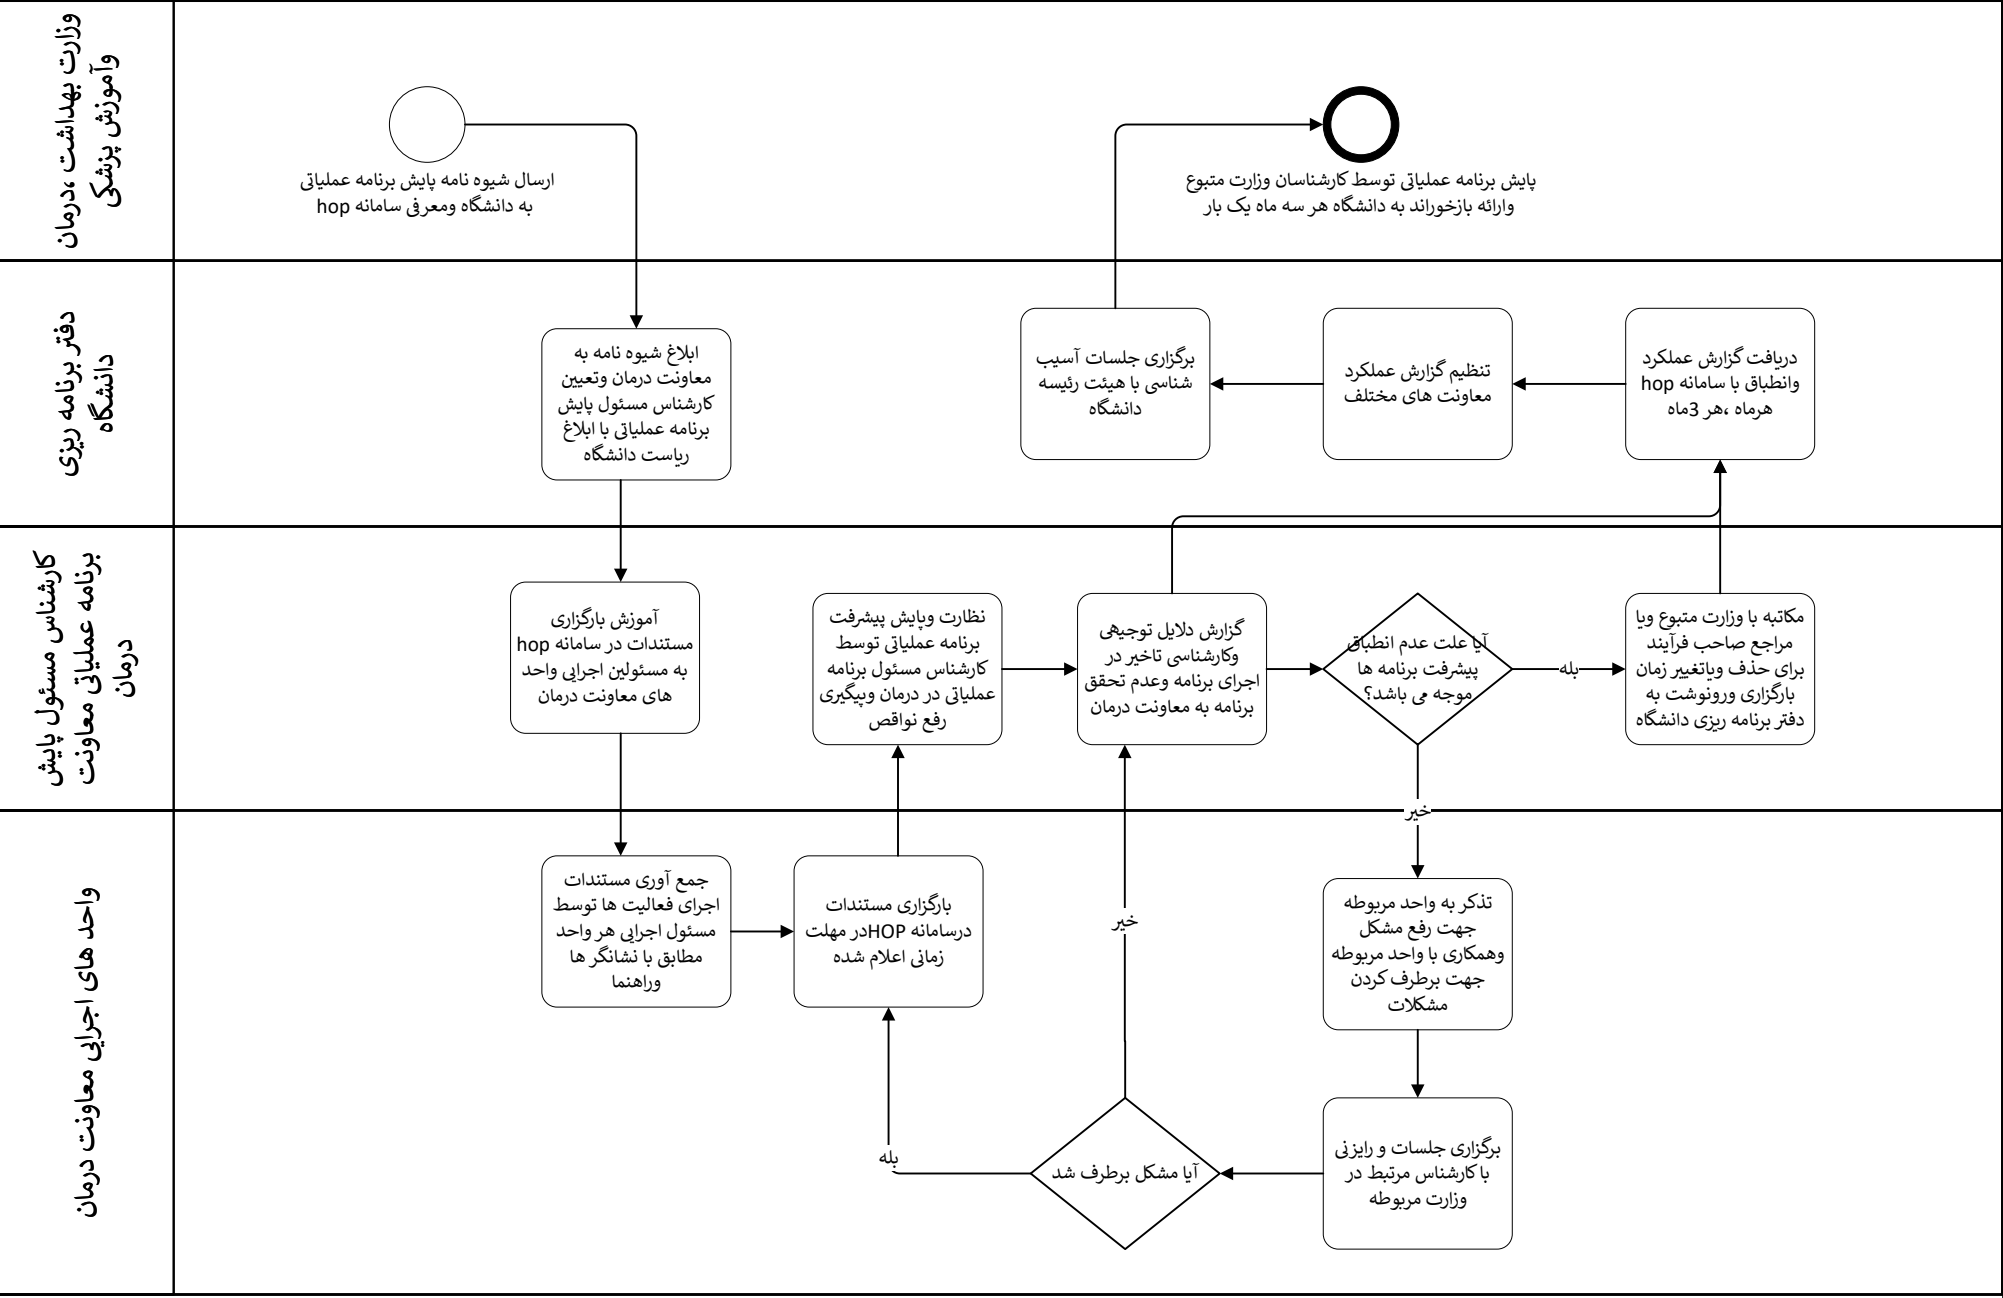 وزارت بهداشت ،درمان
وآموزش پزشکی
ارسال شیوه نامه پایش برنامه عملیاتی
به دانشگاه ومعرفی سامانه hop
پایش برنامه عملیاتی توسط کارشناسان وزارت متبوع
وارائه بازخوراند به دانشگاه هر سه ماه یک بار
دفتر برنامه ریزی
دانشگاه
ابلاغ شیوه نامه به
معاونت درمان وتعیین
کارشناس مسئول پایش
برنامه عملیاتی با ابلاغ
ریاست دانشگاه
برگزاری جلسات آسیب
شناسی با هیئت رئیسه
دانشگاه
تنظیم گزارش عملکرد
معاونت های مختلف
دریافت گزارش عملکرد
وانطباق با سامانه hop
هرماه ،هر 3ماه
کارشناس مسئول پایش
برنامه عملیاتی معاونت
درمان
آموزش بارگزاری
مستندات در سامانه hop
به مسئولین اجرایی واحد
های معاونت درمان
نظارت وپایش پیشرفت
برنامه عملیاتی توسط
کارشناس مسئول برنامه
عملیاتی در درمان وپیگیری
رفع نواقص
گزارش دلایل توجیهی
وکارشناسی تاخیر در
اجرای برنامه وعدم تحقق
برنامه به معاونت درمان
آیا علت عدم انطباق
پیشرفت برنامه ها
موجه می باشد؟
بله
مکاتبه با وزارت متبوع ویا
مراجع صاحب فرآیند
برای حذف ویاتغییر زمان
بارگزاری ورونوشت به
دفتر برنامه ریزی دانشگاه
خیر
واحد های اجرایی معاونت درمان
جمع آوری مستندات
اجرای فعالیت ها توسط
مسئول اجرایی هر واحد
مطابق با نشانگر ها
وراهنما
بارگزاری مستندات
درسامانه HOPدر مهلت
زمانی اعلام شده
خیر
تذکر به واحد مربوطه
جهت رفع مشکل
وهمکاری با واحد مربوطه
جهت برطرف کردن
مشکلات
بله
آیا مشکل برطرف شد
برگزاری جلسات و رایزنی
با کارشناس مرتبط در
وزارت مربوطه